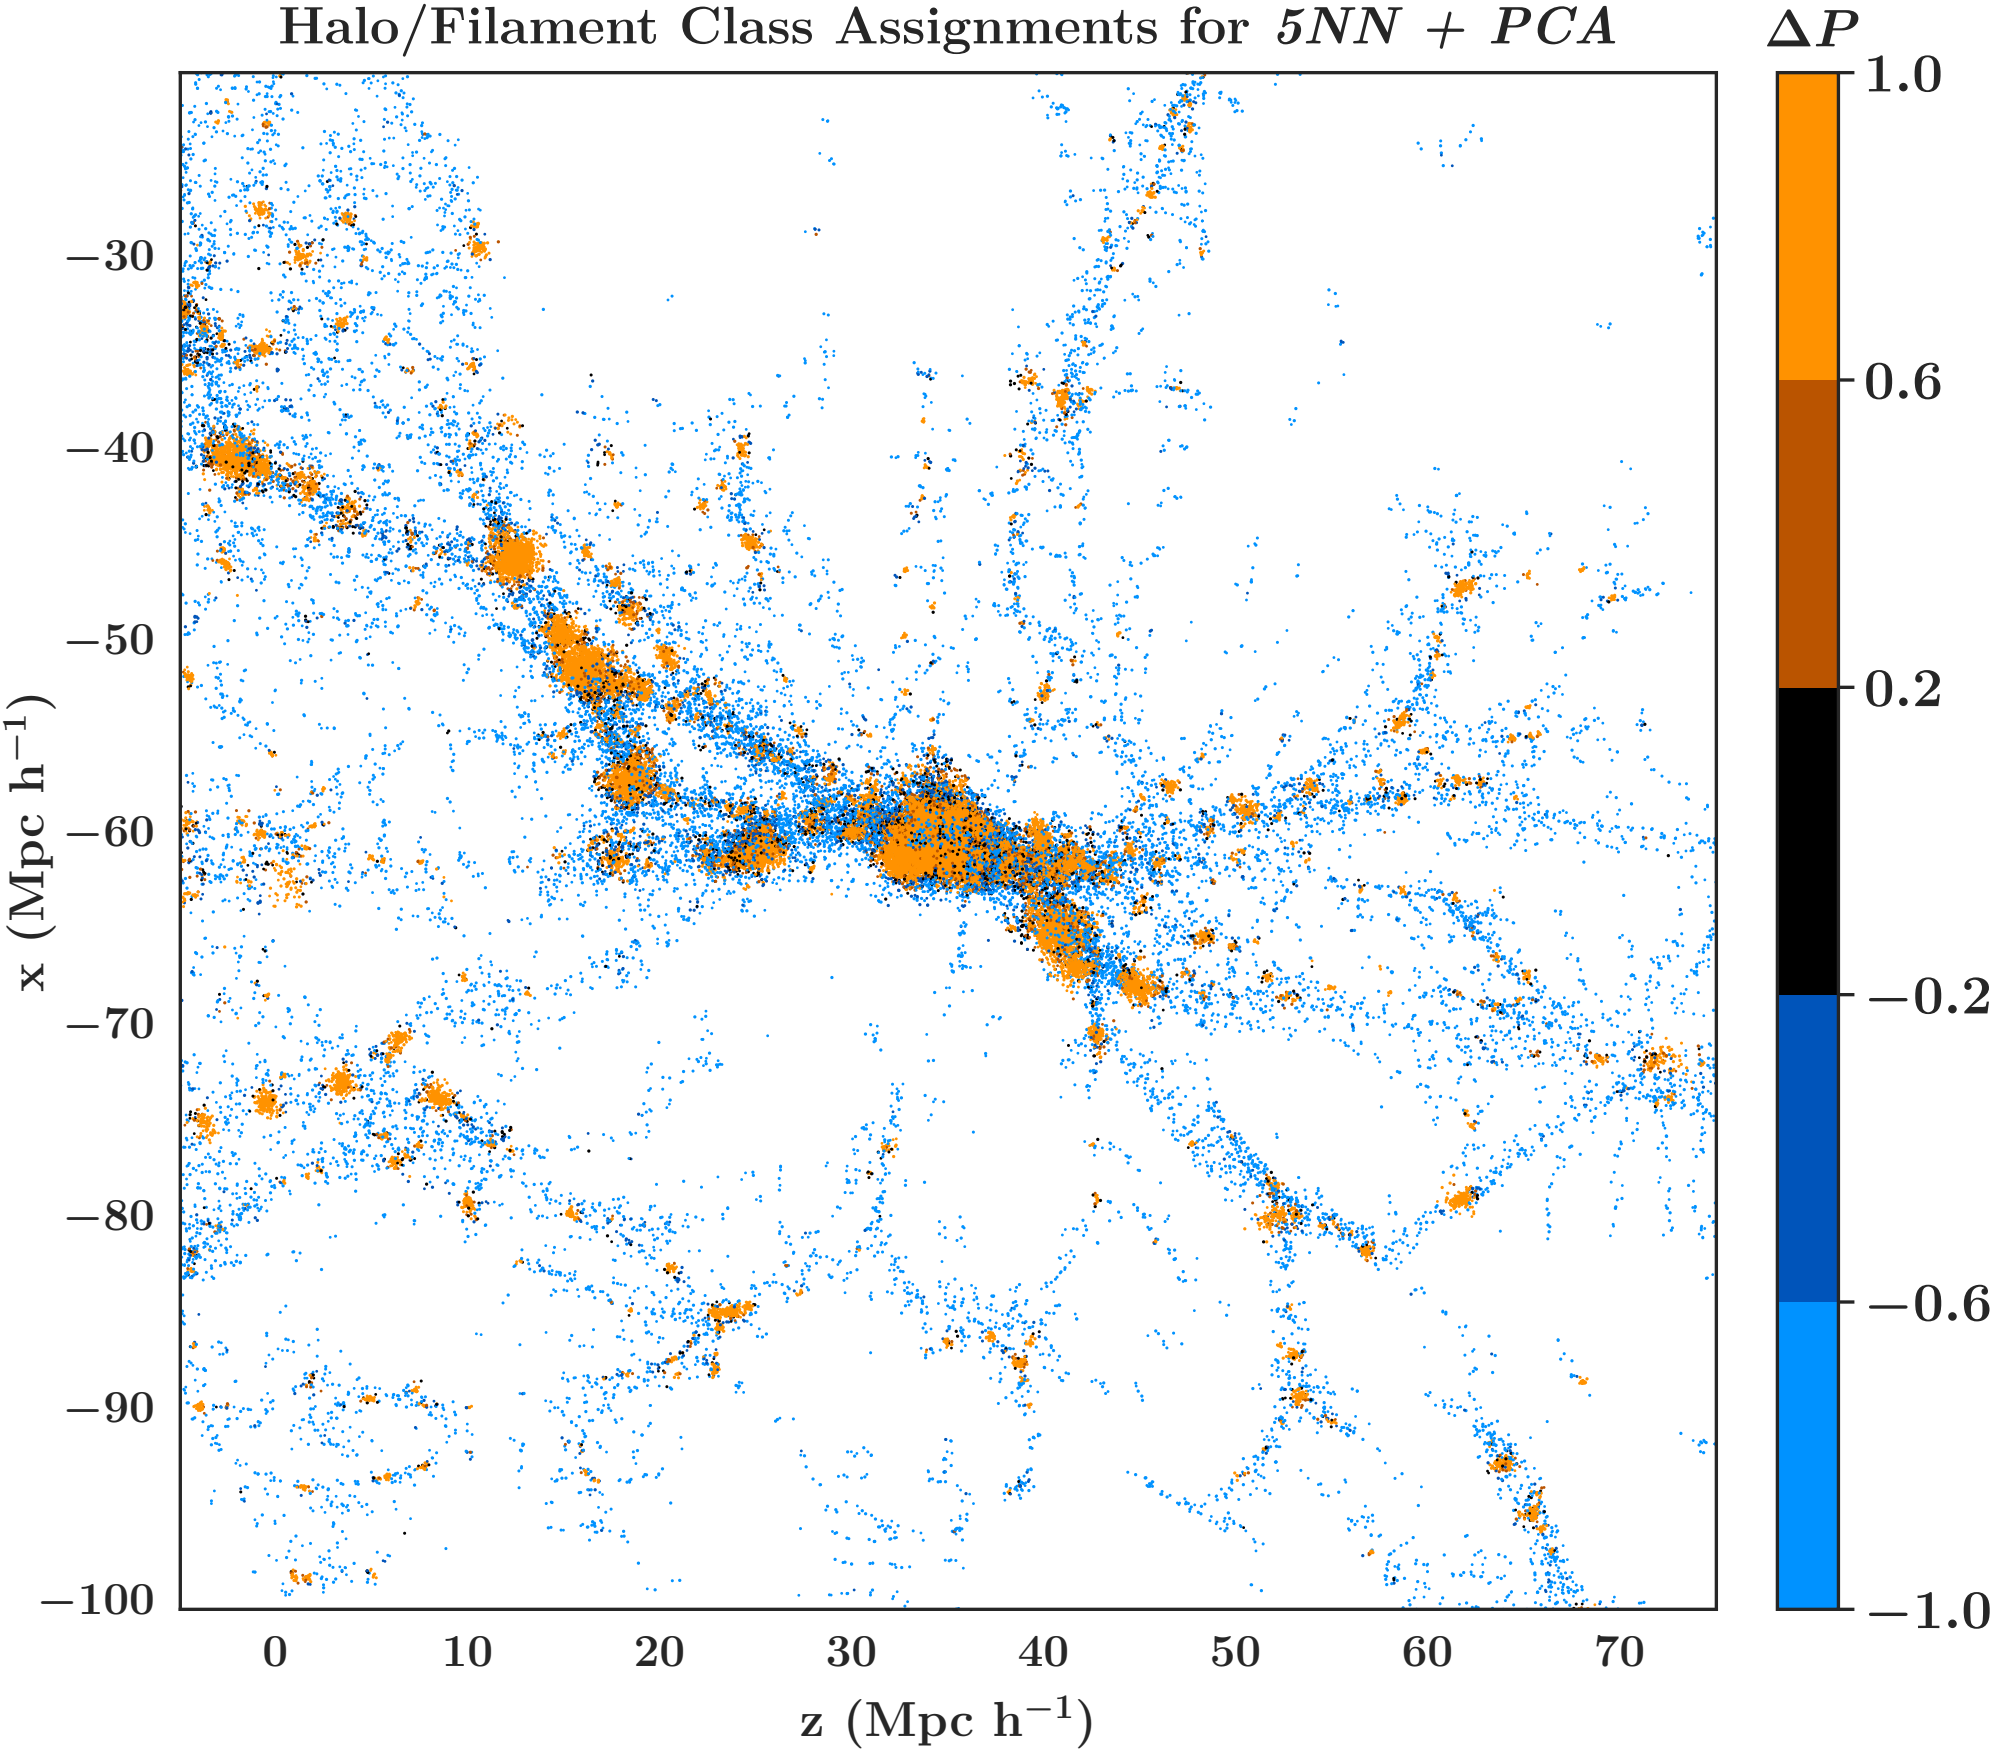 Halo/Filament Class Assignments for 5NN + PCA
ΔP
1.0
0.6
0.2
−0.2
−0.6
−1.0
−30
−40
−50
−60
−70
−80
−90
−100
x (Mpc h−1)
0 10 20 30 40 50 60 70
z (Mpc h−1)